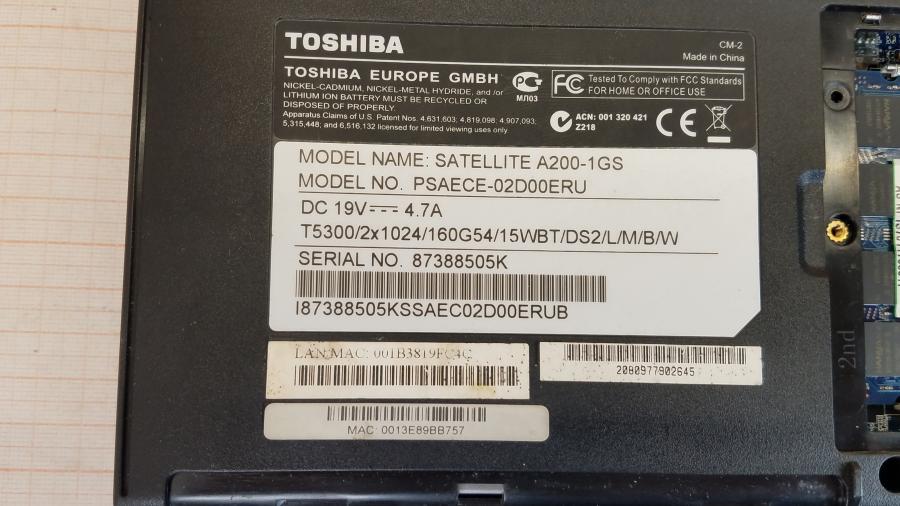 TOSHIBA
CM-2
Made in China
TOSHIBA EUROPE GMBH
NICKEL-CADMIUM, NICKEL-METAL HYDRIDE, and /or
LITHIUM ION BATTERY MUST BE RECYCLED OR
DISPOSED OF PROPERLY.
Apparatus Claims of U.S. Patent Nos. 4,631,603; 4,819,098; 4,907,093;
5,315,448; and 6,516,132 licensed for limited viewing uses only.
МЛ03
FC Tested To Comply with FCC Standards
FOR HOME OR OFFICE USE
ACN: 001 320 421
Z218
CE
MODEL NAME: SATELLITE A200-1GS
MODEL NO. PSAECE-02D00ERU
DC 19V 4.7A
T5300/2x1024/160G54/15WBT/DS2/L/M/B/W
SERIAL NO. 87388505K
I87388505KSSAEC02D00ERUB
LAN MAC: 001B3819FC4C
2080977902645
MAC: 0013E89BB757
2nd